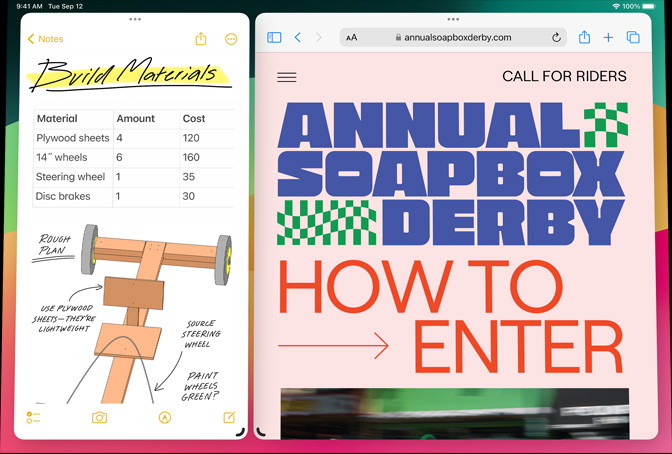 9:41 AM Tue Sep 12
100%
Notes
Build Materials
Material Amount Cost
Plywood sheets 4 120
14″ wheels 6 160
Steering wheel 1 35
Disc brakes 1 30
ROUGH
PLAN
USE PLYWOOD
SHEETS—THEY'RE
LIGHTWEIGHT
SOURCE
STEERING
WHEEL
PAINT
WHEELS
GREEN?
AA annualsoapboxderby.com
CALL FOR RIDERS
ANNUAL
SOAPBOX
DERBY
HOW TO
ENTER